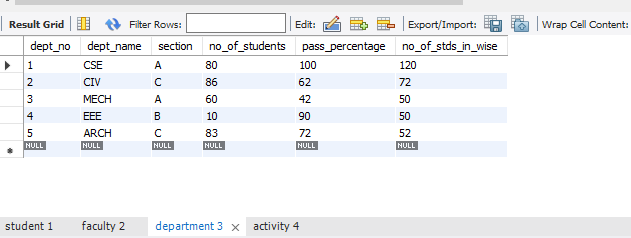 Result Grid Filter Rows: Edit: Export/Import: Wrap Cell Content:
dept_no dept_name section no_of_students pass_percentage no_of_stds_in_wise
1 CSE A 80 100 120
2 CIV C 86 62 72
3 MECH A 60 42 50
4 EEE B 10 90 50
5 ARCH C 83 72 52
NULL NULL NULL NULL NULL NULL
student 1 faculty 2 department 3 activity 4